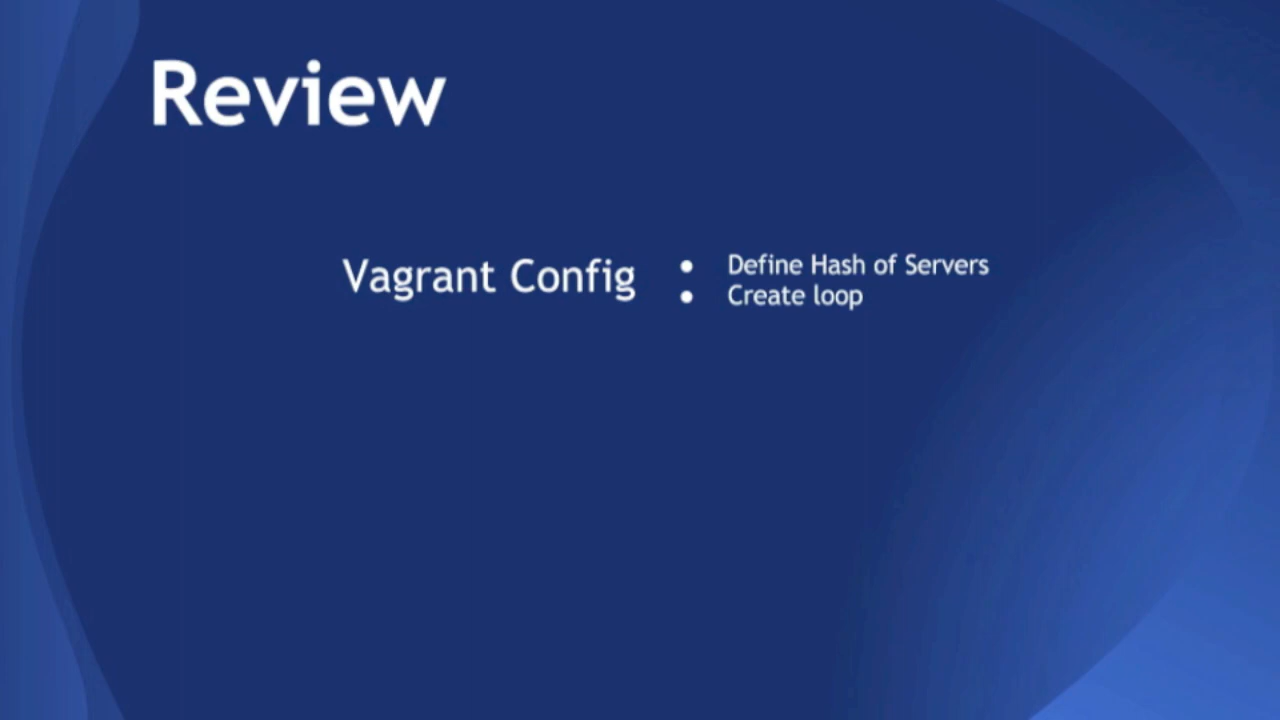 Review
Vagrant Config
• Define Hash of Servers
• Create loop